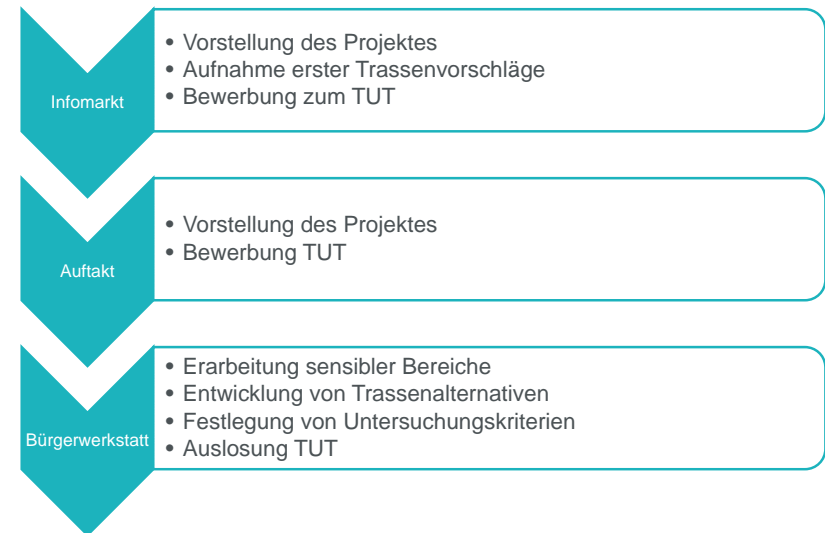 Infomarkt
• Vorstellung des Projektes
• Aufnahme erster Trassenvorschläge
• Bewerbung zum TUT
Auftakt
• Vorstellung des Projektes
• Bewerbung TUT
Bürgerwerkstatt
• Erarbeitung sensibler Bereiche
• Entwicklung von Trassenalternativen
• Festlegung von Untersuchungskriterien
• Auslosung TUT